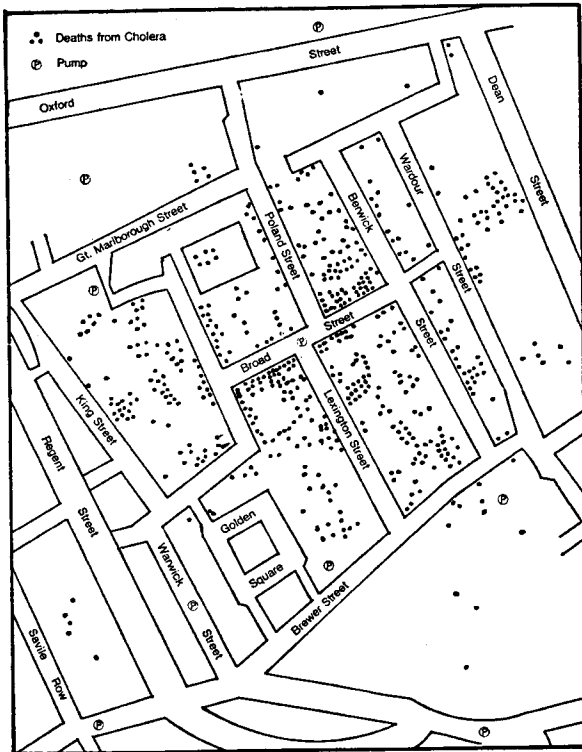 Deaths from Cholera
P Pump
P
Oxford
Street
Dean
Street
P
Gt. Marlborough Street
Poland Street
Berwick
Street
Wardour
Street
P
Broad
Street
P
King Street
Regent
Street
Lexington Street
Golden
Square
P
P
Warwick
Street
P
Brewer Street
Savile
Row
P
P